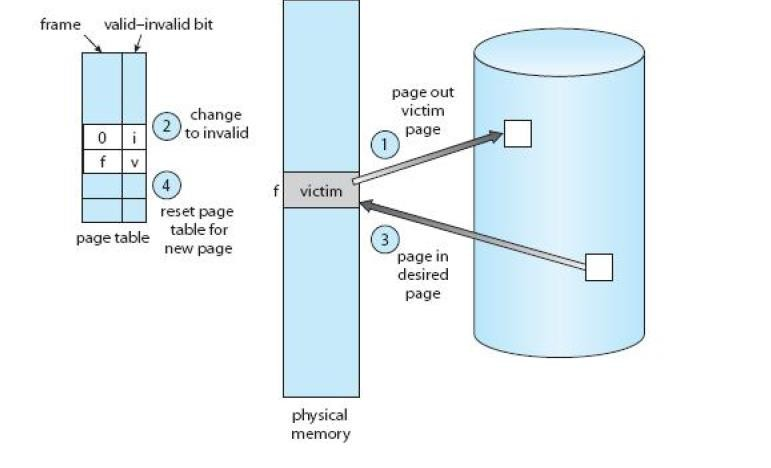 frame valid–invalid bit
0 i
f v
2 change
to invalid
4
reset page
table for
new page
page table
page out
victim
page
1
f victim
3
page in
desired
page
physical
memory